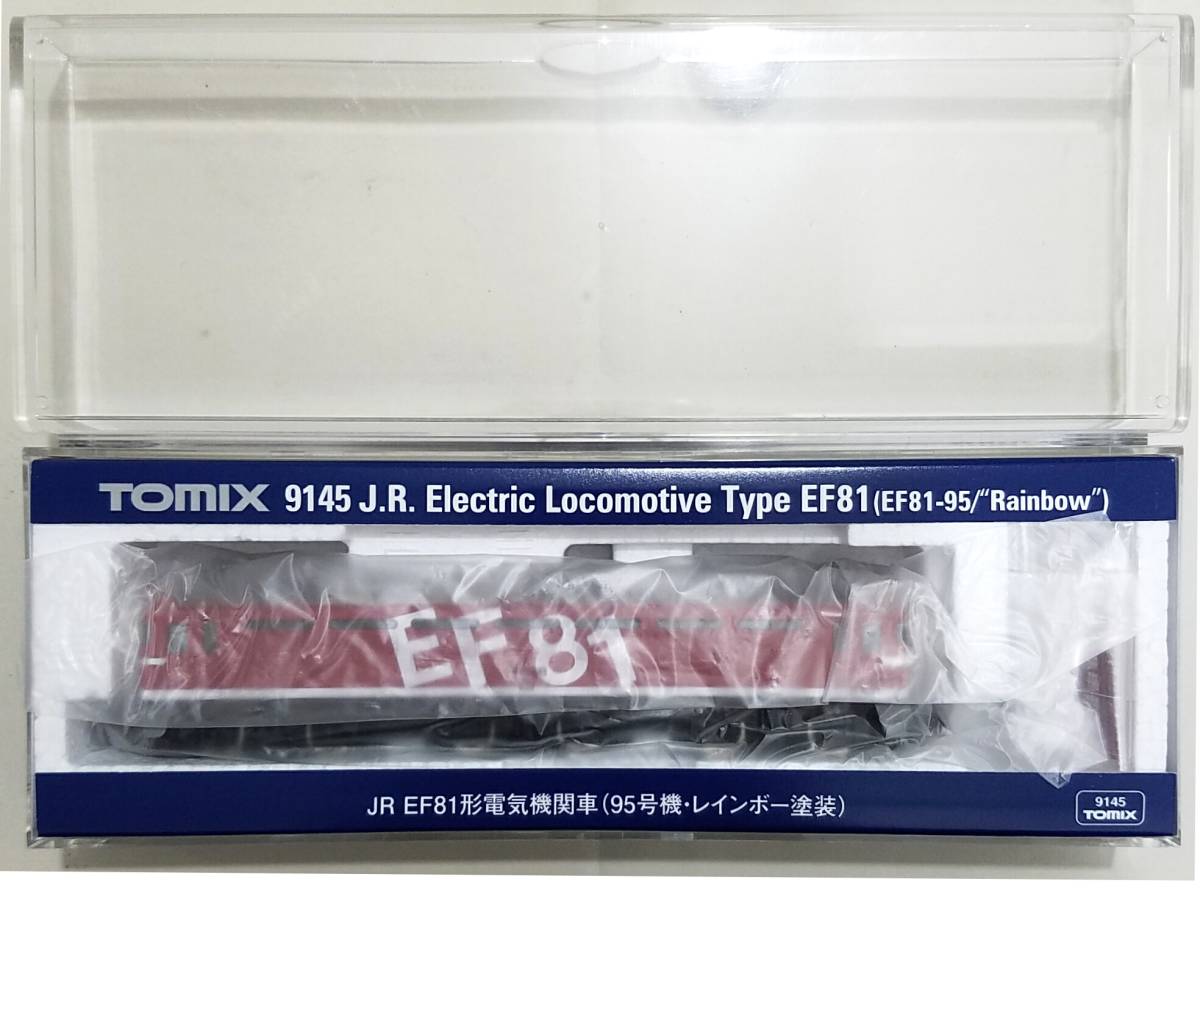 TOMIX 9145 J.R. Electric Locomotive Type EF81(EF81-95/“Rainbow”)
EF81
JR EF81形電気機関車(95号機・レインボー塗装)
9145
TOMIX